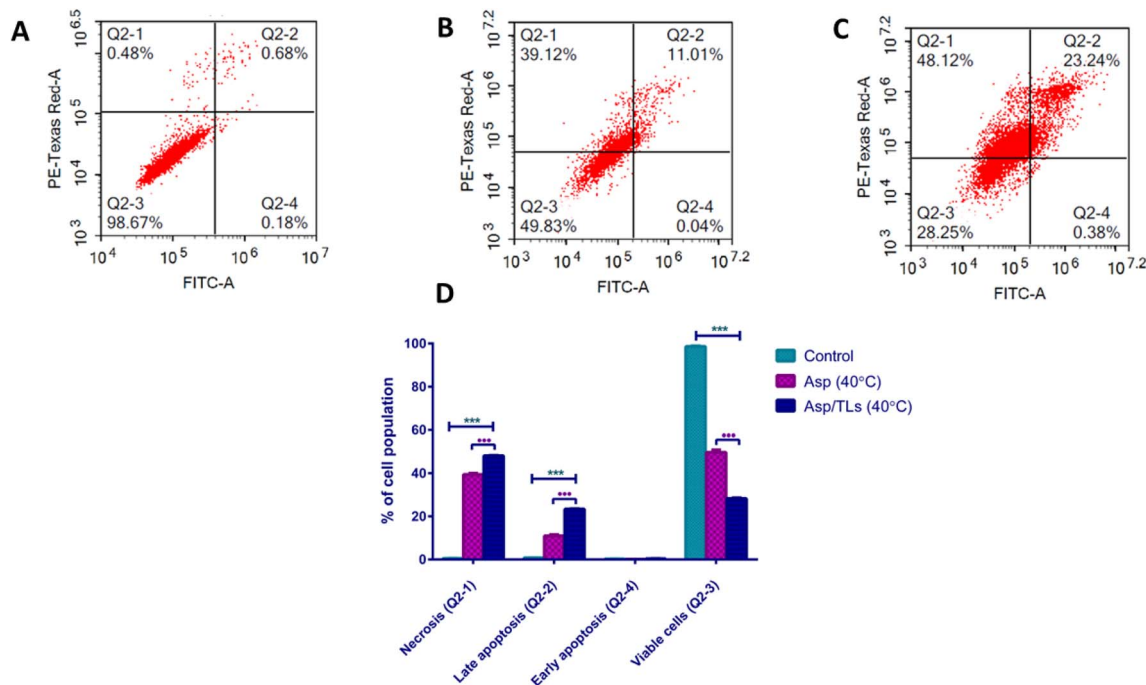 A
PE-Texas Red-A
10^6.5
10^5
10^4
10^3
Q2-1
0.48%
Q2-2
0.68%
Q2-3
98.67%
Q2-4
0.18%
10^4
10^5
10^6
10^7
FITC-A
B
PE-Texas Red-A
10^7.2
10^6
10^5
10^4
10^3
Q2-1
39.12%
Q2-2
11.01%
Q2-3
49.83%
Q2-4
0.04%
10^3
10^4
10^5
10^6
10^7.2
FITC-A
C
PE-Texas Red-A
10^7.2
10^6
10^5
10^4
10^3
Q2-1
48.12%
Q2-2
23.24%
Q2-3
28.25%
Q2-4
0.38%
10^3
10^4
10^5
10^6
10^7.2
FITC-A
D
% of cell population
100
80
60
40
20
0
***
•••
***
•••
***
•••
Necrosis (Q2-1)
Late apoptosis (Q2-2)
Early apoptosis (Q2-4)
Viable cells (Q2-3)
Control
Asp (40°C)
Asp/TLs (40°C)